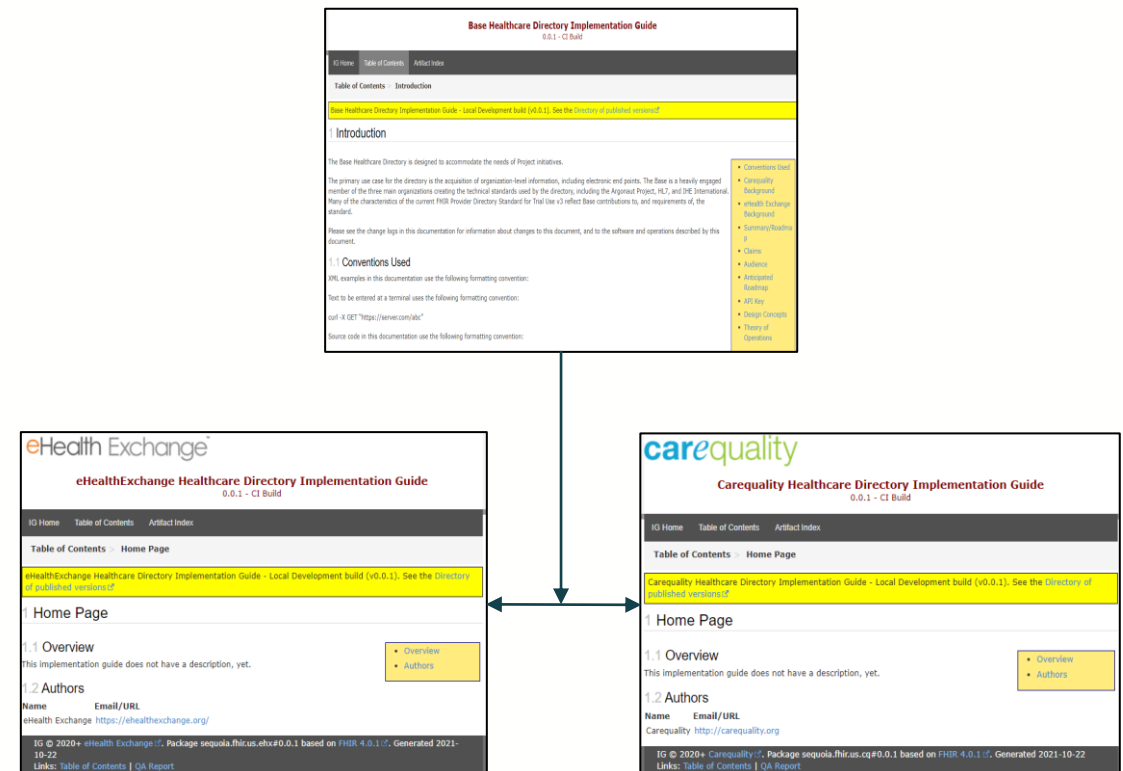 Base Healthcare Directory Implementation Guide
0.0.1 - CI Build
IG Home Table of Contents Artifact Index
Table of Contents > Introduction
Base Healthcare Directory Implementation Guide - Local Development build (v0.0.1). See the Directory of published versions
1 Introduction
The Base Healthcare Directory is designed to accommodate the needs of Project initiatives.
The primary use case for the directory is the acquisition of organization-level information, including electronic end points. The Base is a heavily engaged
member of the three main organizations creating the technical standards used by the directory, including the Argonaut Project, HL7, and IHE International.
Many of the characteristics of the current FHIR Provider Directory Standard for Trial Use v3 reflect Base contributions to, and requirements of, the
standard.
Please see the change logs in this documentation for information about changes to this document, and to the software and operations described by this
document.
1.1 Conventions Used
XML examples in this documentation use the following formatting convention:
Text to be entered at a terminal uses the following formatting convention:
curl -X GET "https://server.com/abc"
Source code in this documentation use the following formatting convention:
• Conventions Used
• Carequality
Background
• eHealth Exchange
Background
• Summary/Roadma
p
• Claims
• Audience
• Anticipated
Roadmap
• API Key
• Design Concepts
• Theory of
Operations
eHealth Exchange
eHealthExchange Healthcare Directory Implementation Guide
0.0.1 - CI Build
IG Home Table of Contents Artifact Index
Table of Contents > Home Page
eHealthExchange Healthcare Directory Implementation Guide - Local Development build (v0.0.1). See the Directory
of published versions
1 Home Page
1.1 Overview
This implementation guide does not have a description, yet.
• Overview
• Authors
1.2 Authors
Name Email/URL
eHealth Exchange https://ehealthexchange.org/
IG © 2020+ eHealth Exchange. Package sequoia.fhir.us.ehx#0.0.1 based on FHIR 4.0.1. Generated 2021-
10-22
Links: Table of Contents | QA Report
carequality
Carequality Healthcare Directory Implementation Guide
0.0.1 - CI Build
IG Home Table of Contents Artifact Index
Table of Contents > Home Page
Carequality Healthcare Directory Implementation Guide - Local Development build (v0.0.1). See the Directory of
published versions
1 Home Page
1.1 Overview
This implementation guide does not have a description, yet.
• Overview
• Authors
1.2 Authors
Name Email/URL
Carequality http://carequality.org
IG © 2020+ Carequality. Package sequoia.fhir.us.cq#0.0.1 based on FHIR 4.0.1. Generated 2021-10-22
Links: Table of Contents | QA Report